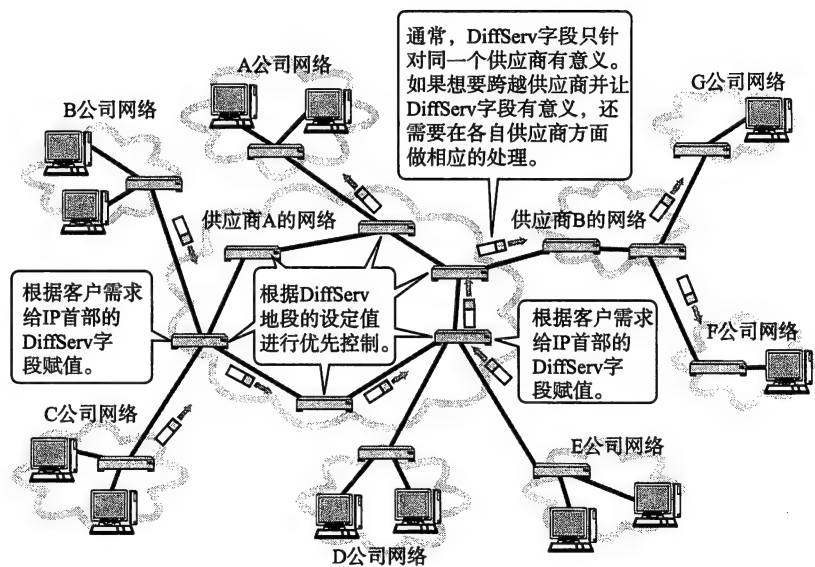 通常，DiffServ字段只针
对同一个供应商有意义。
如果想要跨越供应商并让
DiffServ字段有意义，还
需要在各自供应商方面
做相应的处理。
A公司网络
G公司网络
B公司网络
供应商A的网络
供应商B的网络
根据客户需求
给IP首部的
DiffServ字
段赋值。
根据DiffServ
地段的设定值
进行优先控制。
根据客户需求
给IP首部的
DiffServ字
段赋值。
F公司网络
C公司网络
E公司网络
D公司网络